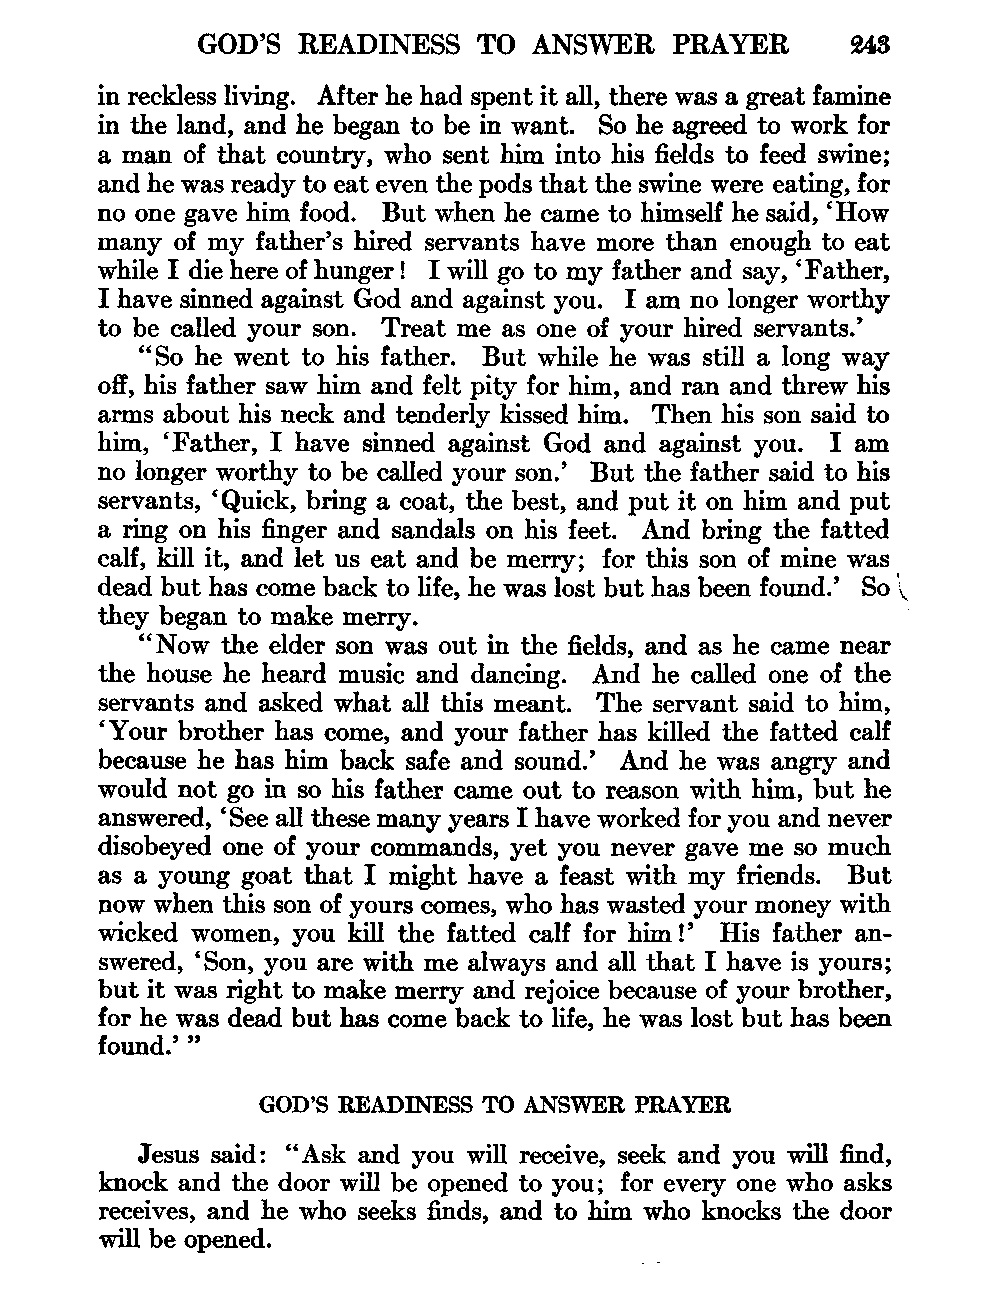 GOD'S READINESS TO ANSWER PRAYER 243
in reckless living. After he had spent it all, there was a great famine
in the land, and he began to be in want. So he agreed to work for
a man of that country, who sent him into his fields to feed swine;
and he was ready to eat even the pods that the swine were eating, for
no one gave him food. But when he came to himself he said, 'How
many of my father's hired servants have more than enough to eat
while I die here of hunger! I will go to my father and say, 'Father,
I have sinned against God and against you. I am no longer worthy
to be called your son. Treat me as one of your hired servants.'
"So he went to his father. But while he was still a long way
off, his father saw him and felt pity for him, and ran and threw his
arms about his neck and tenderly kissed him. Then his son said to
him, 'Father, I have sinned against God and against you. I am
no longer worthy to be called your son.' But the father said to his
servants, 'Quick, bring a coat, the best, and put it on him and put
a ring on his finger and sandals on his feet. And bring the fatted
calf, kill it, and let us eat and be merry; for this son of mine was
dead but has come back to life, he was lost but has been found.' So
they began to make merry.
"Now the elder son was out in the fields, and as he came near
the house he heard music and dancing. And he called one of the
servants and asked what all this meant. The servant said to him,
'Your brother has come, and your father has killed the fatted calf
because he has him back safe and sound.' And he was angry and
would not go in so his father came out to reason with him, but he
answered, 'See all these many years I have worked for you and never
disobeyed one of your commands, yet you never gave me so much
as a young goat that I might have a feast with my friends. But
now when this son of yours comes, who has wasted your money with
wicked women, you kill the fatted calf for him!' His father an-
swered, 'Son, you are with me always and all that I have is yours;
but it was right to make merry and rejoice because of your brother,
for he was dead but has come back to life, he was lost but has been
found.'"
GOD'S READINESS TO ANSWER PRAYER
Jesus said: "Ask and you will receive, seek and you will find,
knock and the door will be opened to you; for every one who asks
receives, and he who seeks finds, and to him who knocks the door
will be opened.